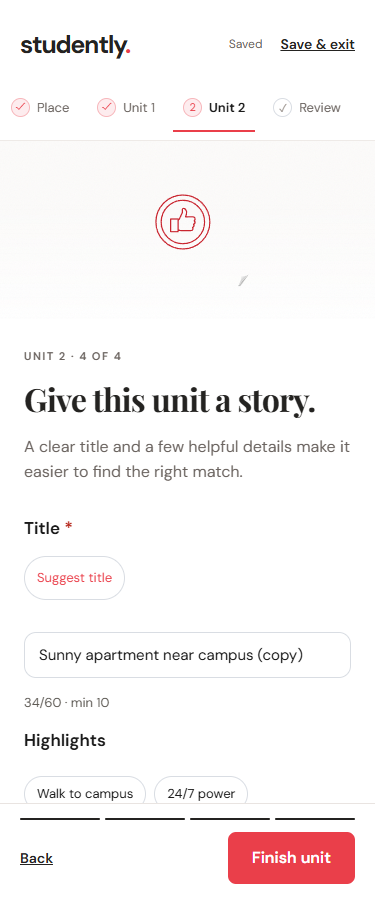 studently.
Saved Save & exit
Place Unit 1 2 Unit 2 Review
UNIT 2 · 4 OF 4
Give this unit a story.
A clear title and a few helpful details make it
easier to find the right match.
Title *
Suggest title
Sunny apartment near campus (copy)
34/60 · min 10
Highlights
Walk to campus 24/7 power
Back Finish unit